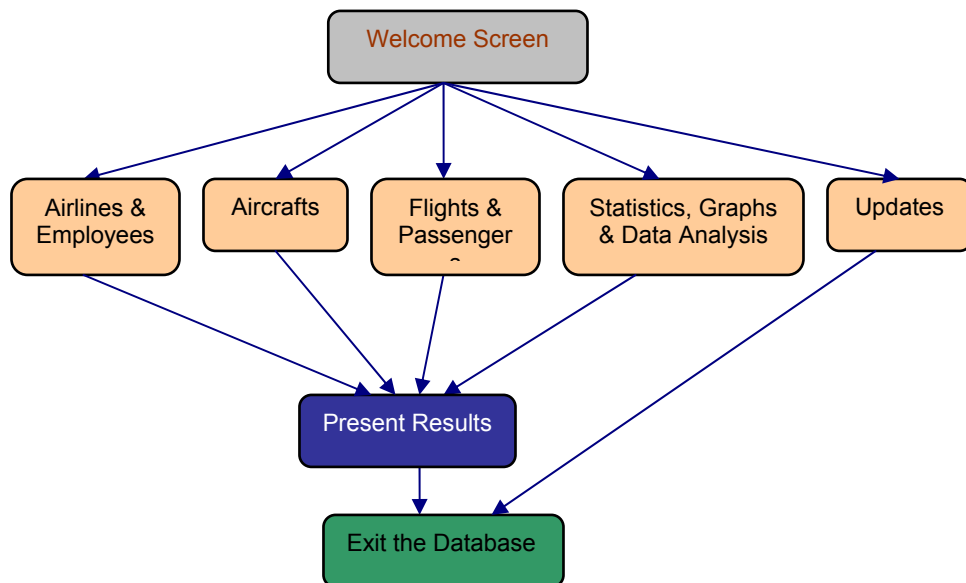 Welcome Screen
Airlines &
Employees
Aircrafts
Flights &
Passenger
Statistics, Graphs
& Data Analysis
Updates
Present Results
Exit the Database